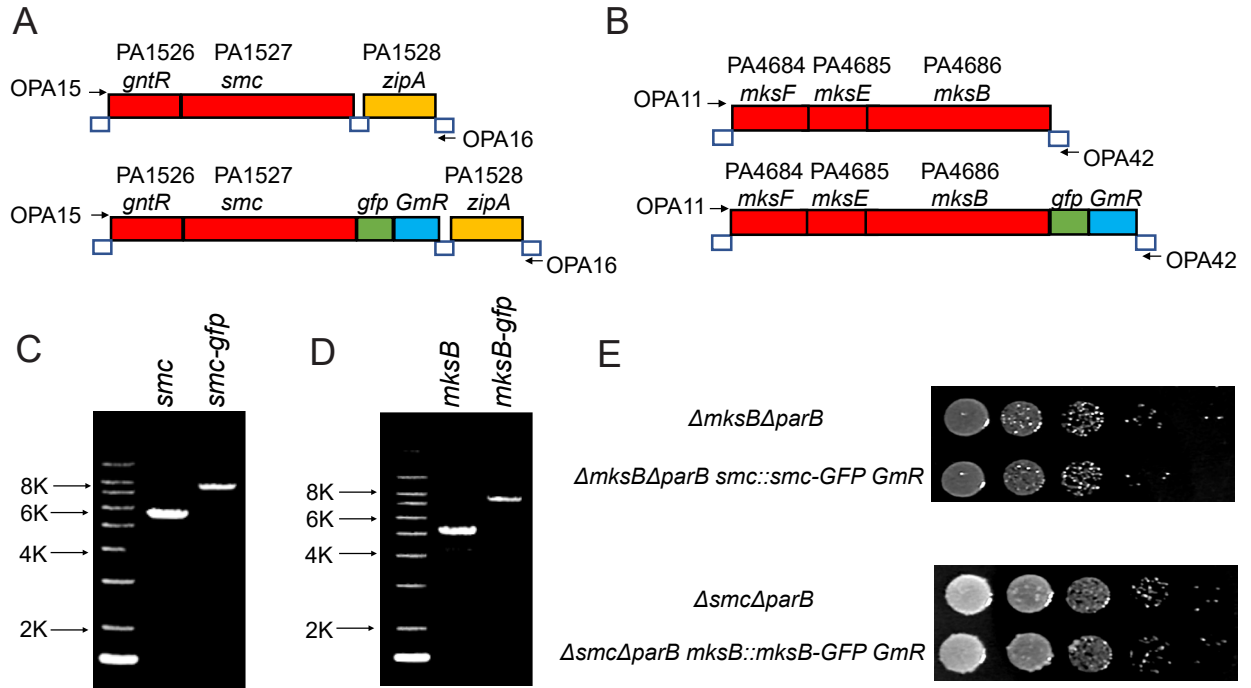 A
PA1526 PA1527 PA1528
OPA15 gntR smc zipA
OPA16
PA1526 PA1527 PA1528
OPA15 gntR smc gfp GmR zipA
OPA16
B
PA4684 PA4685 PA4686
OPA11 mksF mksE mksB
OPA42
PA4684 PA4685 PA4686
OPA11 mksF mksE mksB gfp GmR
OPA42
C
smc
smc-gfp
8K
6K
4K
2K
D
mksB
mksB-gfp
8K
6K
4K
2K
E
ΔmksBΔparB
ΔmksBΔparB smc::smc-GFP GmR
ΔsmcΔparB
ΔsmcΔparB mksB::mksB-GFP GmR